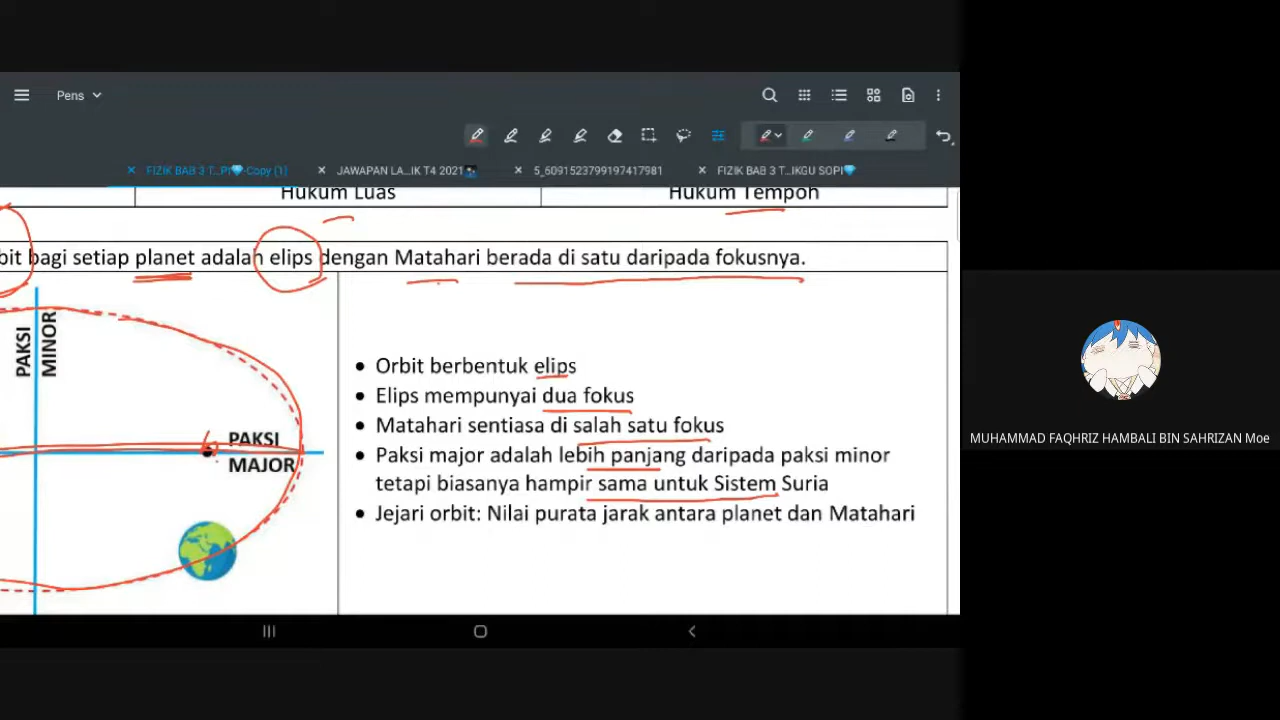 Pens
FIZIK BAB 3 T...P💎Copy (1)
JAWAPAN LA...IK T4 2021
5_6091523799197417981
FIZIK BAB 3 T...IKGU SOPI💎
Hukum Luas
Hukum Tempoh
bit bagi setiap planet adalah elips dengan Matahari berada di satu daripada fokusnya.
PAKSI
MINOR
PAKSI
MAJOR
• Orbit berbentuk elips
• Elips mempunyai dua fokus
• Matahari sentiasa di salah satu fokus
• Paksi major adalah lebih panjang daripada paksi minor
tetapi biasanya hampir sama untuk Sistem Suria
• Jejari orbit: Nilai purata jarak antara planet dan Matahari
MUHAMMAD FAQHRIZ HAMBALI BIN SAHRIZAN Moe